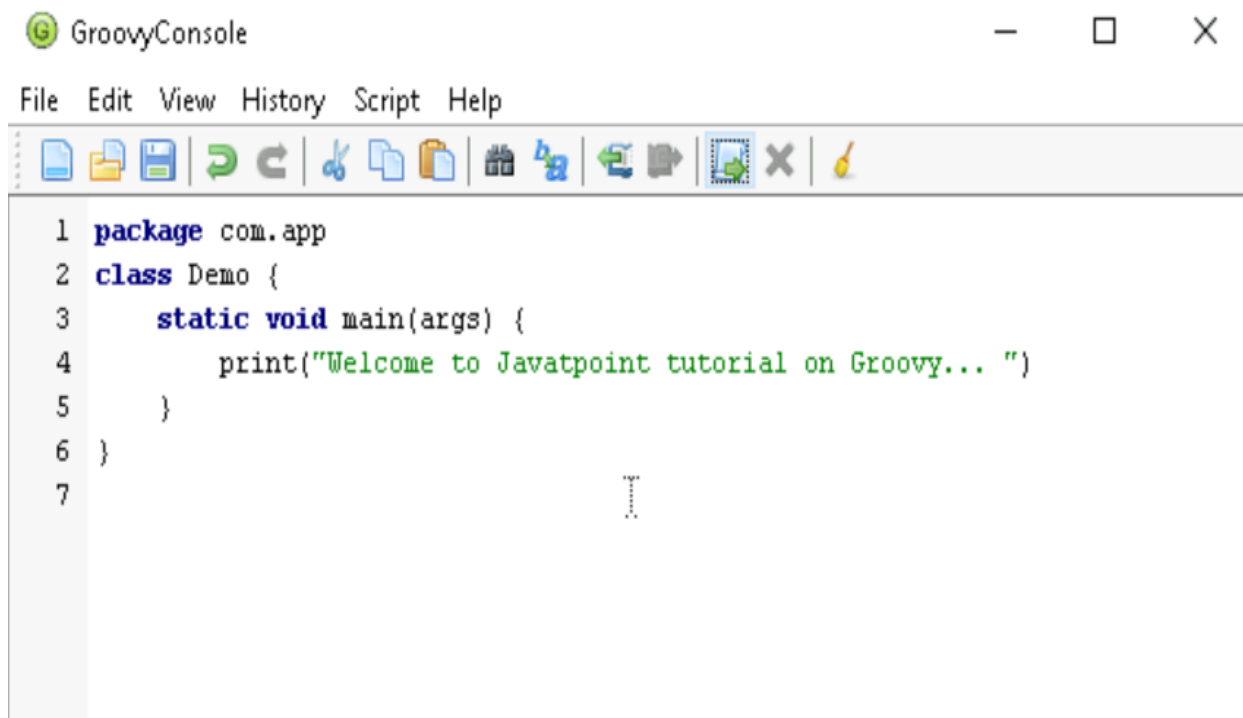 GroovyConsole
File Edit View History Script Help
1 package com.app
2 class Demo {
3     static void main(args) {
4         print("Welcome to Javatpoint tutorial on Groovy... ")
5     }
6 }
7